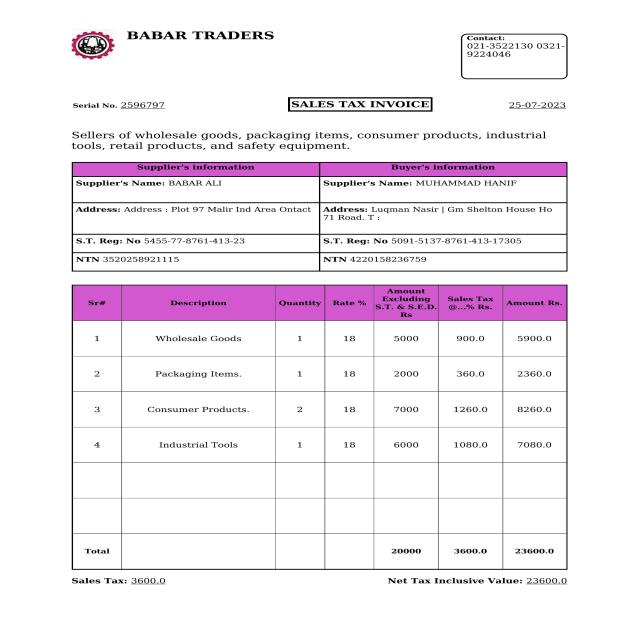 BABAR TRADERS
Contact:
021-3522130 0321-
9224046
Serial No. 2596797
SALES TAX INVOICE
25-07-2023
Sellers of wholesale goods, packaging items, consumer products, industrial
tools, retail products, and safety equipment.
Supplier's information Buyer's information
Supplier's Name: BABAR ALI
Supplier's Name: MUHAMMAD HANIF
Address: Address : Plot 97 Malir Ind Area Ontact
Address: Luqman Nasir | Gm Shelton House Ho
71 Road. T :
S.T. Reg: No 5455-77-8761-413-23
S.T. Reg: No 5091-5137-8761-413-17305
NTN 3520258921115
NTN 4220158236759
Sr# Description Quantity Rate % Amount Excluding S.T. & S.E.D. Rs Sales Tax @...% Rs. Amount Rs.
1 Wholesale Goods 1 18 5000 900.0 5900.0
2 Packaging Items. 1 18 2000 360.0 2360.0
3 Consumer Products. 2 18 7000 1260.0 8260.0
4 Industrial Tools 1 18 6000 1080.0 7080.0
Total 20000 3600.0 23600.0
Sales Tax: 3600.0
Net Tax Inclusive Value: 23600.0